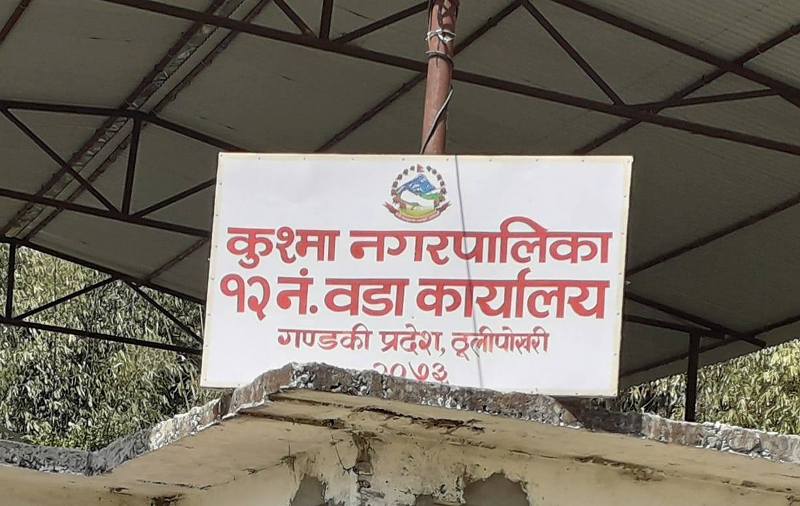 कुश्मा नगरपालिका
१२ नं. वडा कार्यालय
गण्डकी प्रदेश, ठूलीपोखरी
२०७३